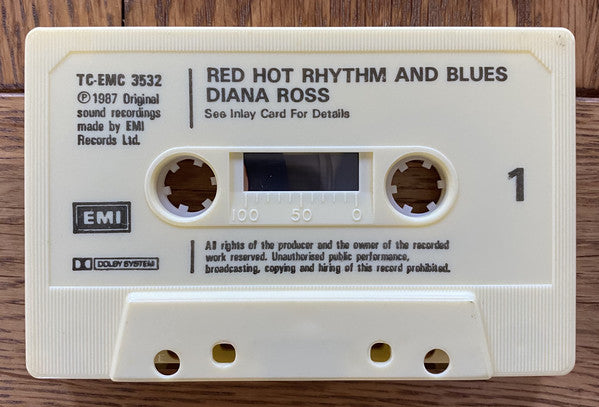 TC-EMC 3532
℗1987 Original
sound recordings
made by EMI
Records Ltd.
RED HOT RHYTHM AND BLUES
DIANA ROSS
See Inlay Card For Details
1
100 50 0
EMI
DOLBY SYSTEM
All rights of the producer and the owner of the recorded
work reserved. Unauthorised public performance,
broadcasting, copying and hiring of this record prohibited.